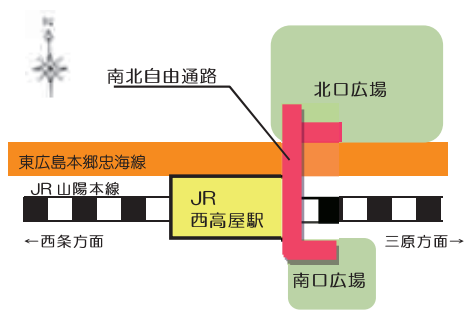 N
南北自由通路
北口広場
東広島本郷忠海線
JR山陽本線
JR
西高屋駅
←西条方面
三原方面→
南口広場